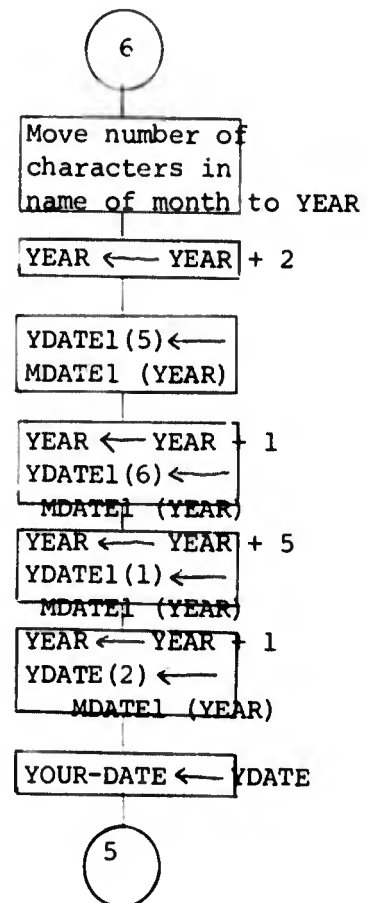 6
Move number of
characters in
name of month to YEAR
YEAR ← YEAR + 2
YDATE1(5) ←
MDATE1 (YEAR)
YEAR ← YEAR + 1
YDATE1(6) ←
MDATE1 (YEAR)
YEAR ← YEAR + 5
YDATE1(1) ←
MDATE1 (YEAR)
YEAR ← YEAR + 1
YDATE(2) ←
MDATE1 (YEAR)
YOUR-DATE ← YDATE
5